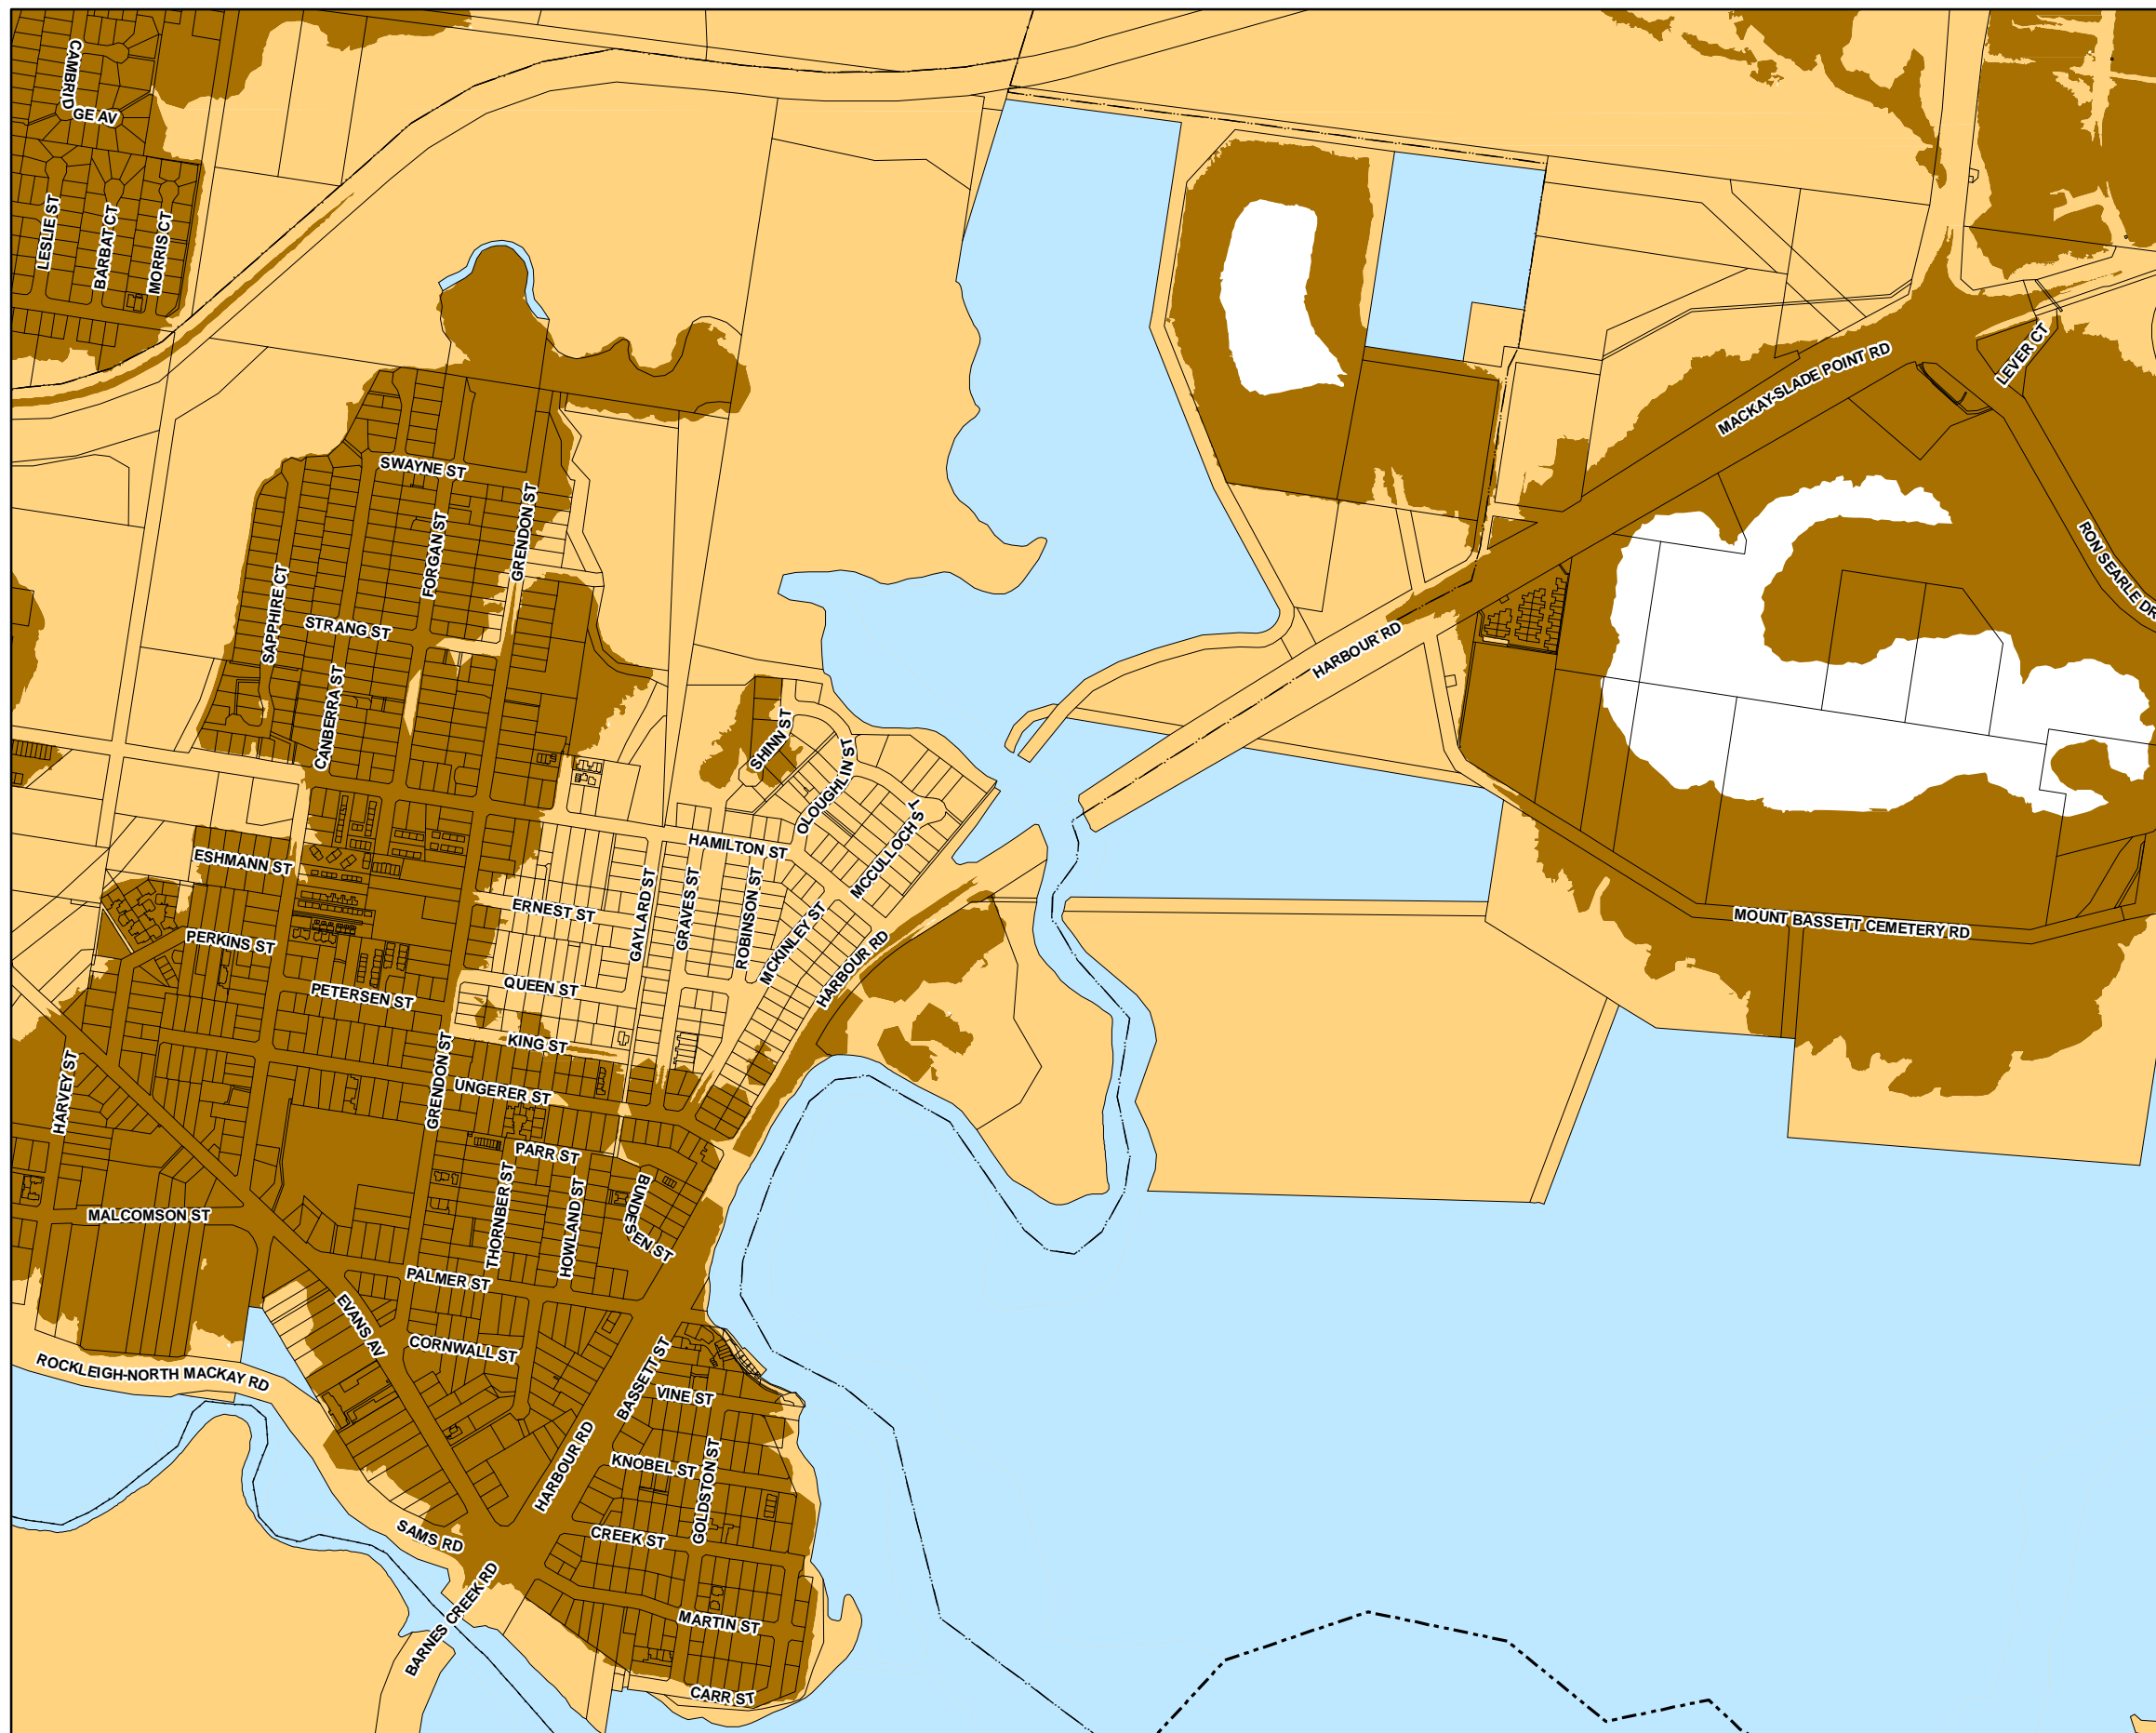 CAMBRID
GE AV
LESLIE ST
BARBAT CT
MORRIS CT
LEVER CT
MACKAY-SLADE POINT RD
SWAYNE ST
FORGAN ST
GRENDON ST
RON SEARLE DR
SAPPHIRE CT
STRANG ST
HARBOUR RD
CANBERRA ST
SHINN ST
OLOUGHLIN ST
HAMILTON ST
MCCULLOCH ST
ESHMANN ST
GAYLARD ST
GRAVES ST
ROBINSON ST
ERNEST ST
MCKINLEY ST
MOUNT BASSETT CEMETERY RD
PERKINS ST
HARBOUR RD
PETERSEN ST
QUEEN ST
KING ST
HARVEY ST
GRENDON ST
UNGERER ST
PARR ST
THORNBER ST
HOWLAND ST
BUNDES
EN ST
MALCOMSON ST
PALMER ST
EVANS AV
CORNWALL ST
BASSETT ST
ROCKLEIGH-NORTH MACKAY RD
VINE ST
HARBOUR RD
KNOBEL ST
GOLDSTON ST
SAMS RD
CREEK ST
BARNES CREEK RD
MARTIN ST
CARR ST